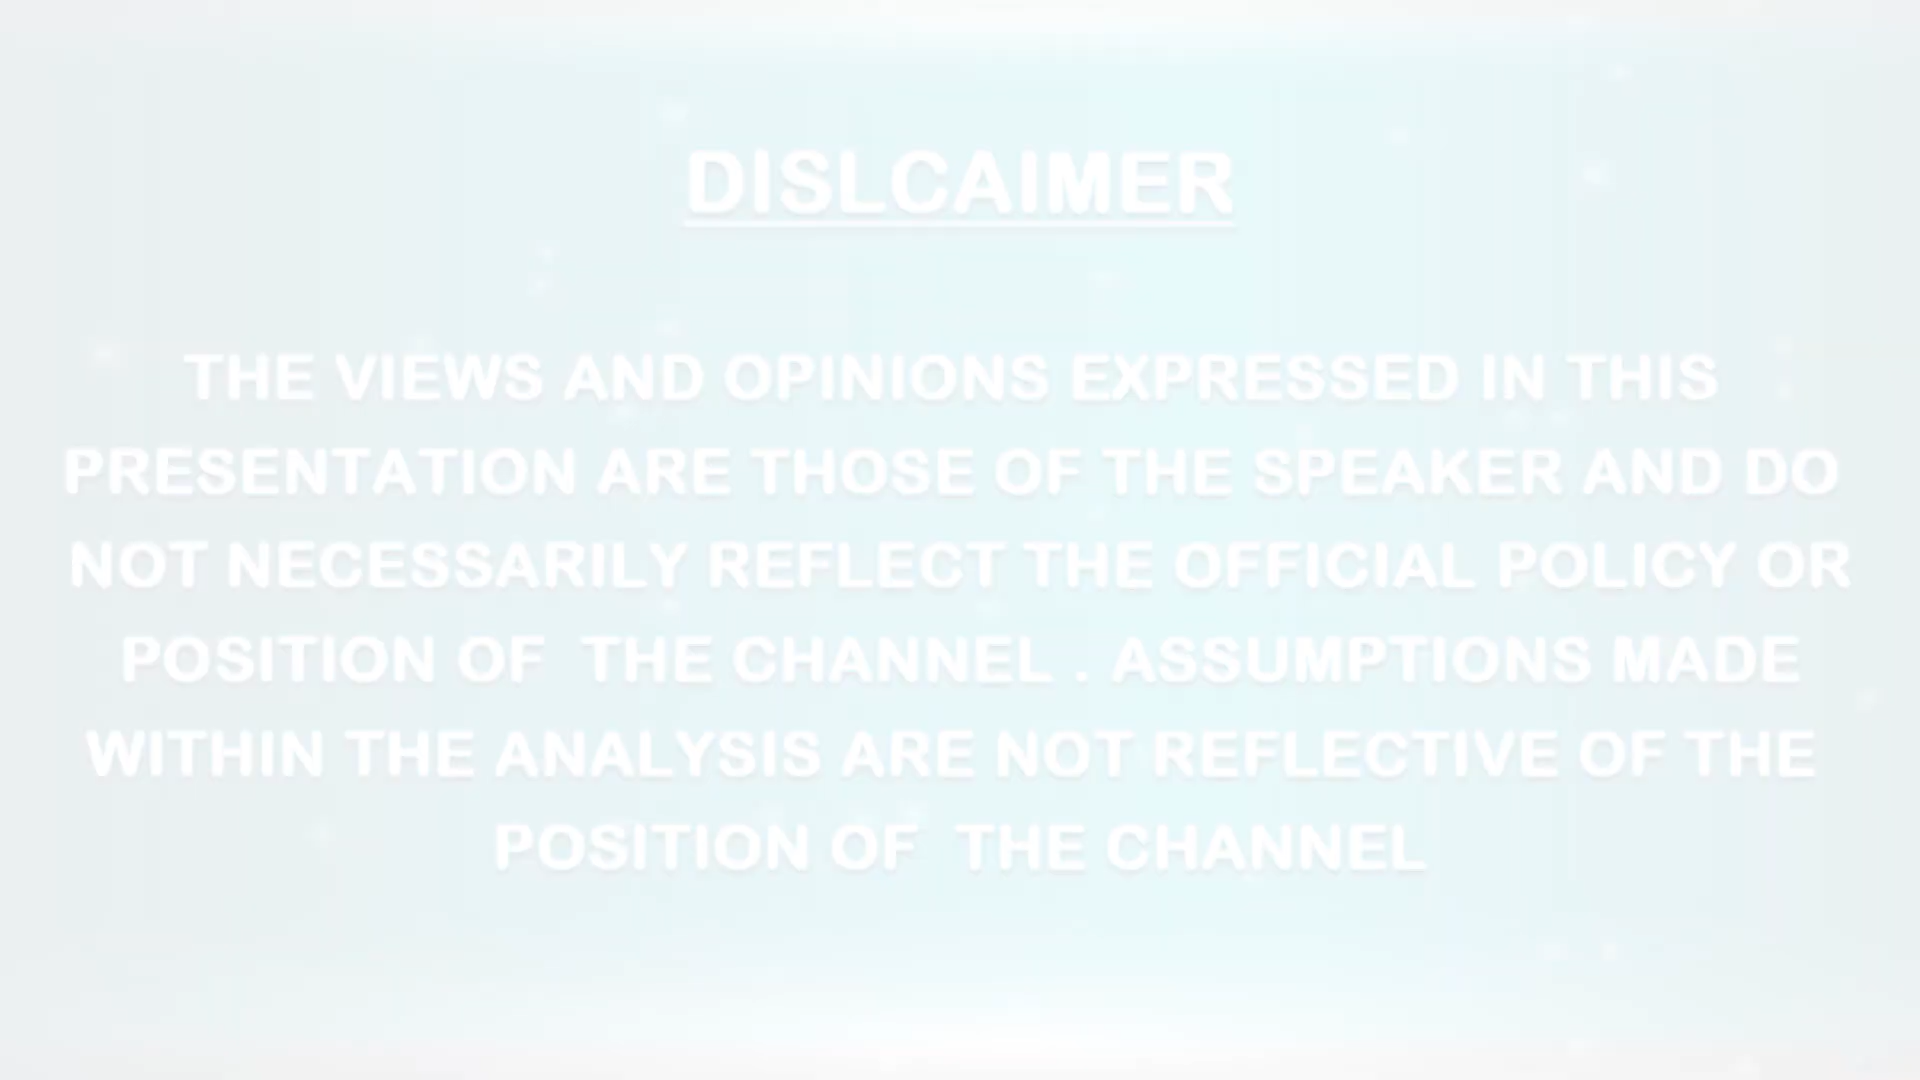 DISLCAIMER
THE VIEWS AND OPINIONS EXPRESSED IN THIS
PRESENTATION ARE THOSE OF THE SPEAKER AND DO
NOT NECESSARILY REFLECT THE OFFICIAL POLICY OR
POSITION OF  THE CHANNEL . ASSUMPTIONS MADE
WITHIN THE ANALYSIS ARE NOT REFLECTIVE OF THE
POSITION OF  THE CHANNEL